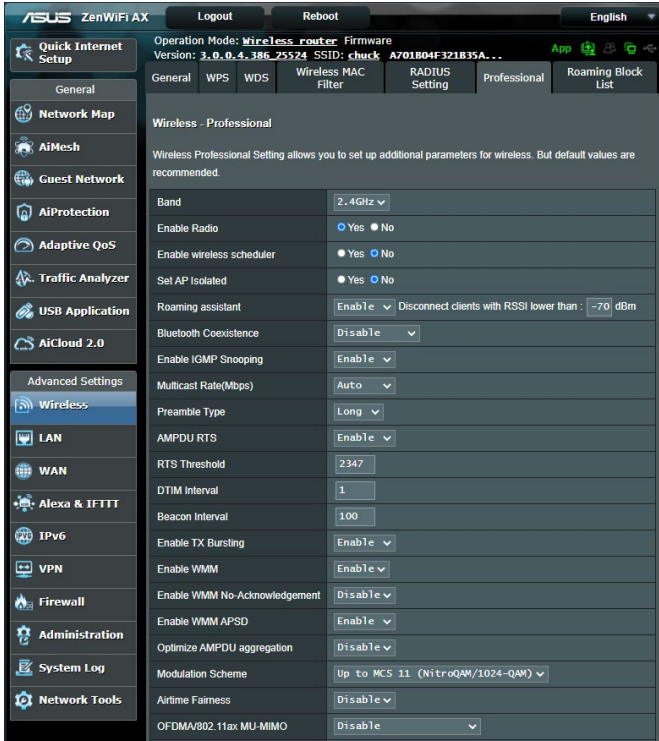 ASUS ZenWiFi AX Logout Reboot English
Quick Internet Setup
General
Network Map
AiMesh
Guest Network
AiProtection
Adaptive QoS
Traffic Analyzer
USB Application
AiCloud 2.0
Advanced Settings
Wireless
LAN
WAN
Alexa & IFTTT
IPv6
VPN
Firewall
Administration
System Log
Network Tools
Operation Mode: Wireless router Firmware
Version: 3.0.0.4.386_25524 SSID: chuck A701B04F321B35A... App
General WPS WDS Wireless MAC Filter RADIUS Setting Professional Roaming Block List
Wireless - Professional
Wireless Professional Setting allows you to set up additional parameters for wireless. But default values are
recommended.
Band 2.4GHz
Enable Radio Yes No
Enable wireless scheduler Yes No
Set AP Isolated Yes No
Roaming assistant Enable Disconnect clients with RSSI lower than : -70 dBm
Bluetooth Coexistence Disable
Enable IGMP Snooping Enable
Multicast Rate(Mbps) Auto
Preamble Type Long
AMPDU RTS Enable
RTS Threshold 2347
DTIM Interval 1
Beacon Interval 100
Enable TX Bursting Enable
Enable WMM Enable
Enable WMM No-Acknowledgement Disable
Enable WMM APSD Enable
Optimize AMPDU aggregation Disable
Modulation Scheme Up to MCS 11 (NitroQAM/1024-QAM)
Airtime Fairness Disable
OFDMA/802.11ax MU-MIMO Disable